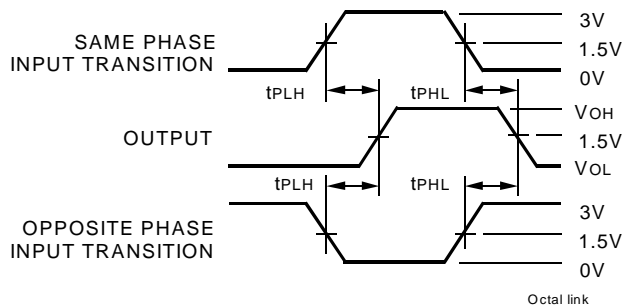 3V
SAME PHASE
INPUT TRANSITION
1.5V
0V
tPLH
tPHL
VOH
OUTPUT
1.5V
VOL
tPLH
tPHL
3V
OPPOSITE PHASE
INPUT TRANSITION
1.5V
0V
Octal link